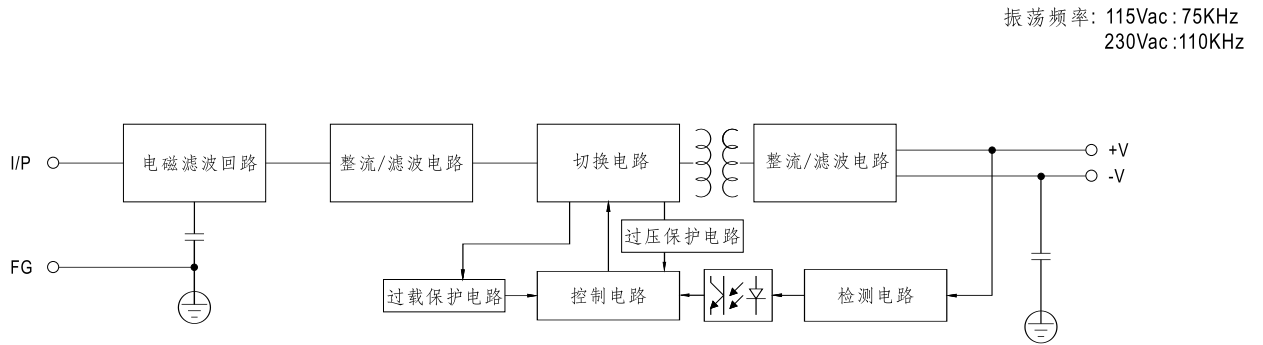 振荡频率: 115Vac : 75KHz
230Vac :110KHz
I/P
电磁滤波回路
整流/滤波电路
切换电路
整流/滤波电路
+V
-V
过压保护电路
FG
过载保护电路
控制电路
检测电路